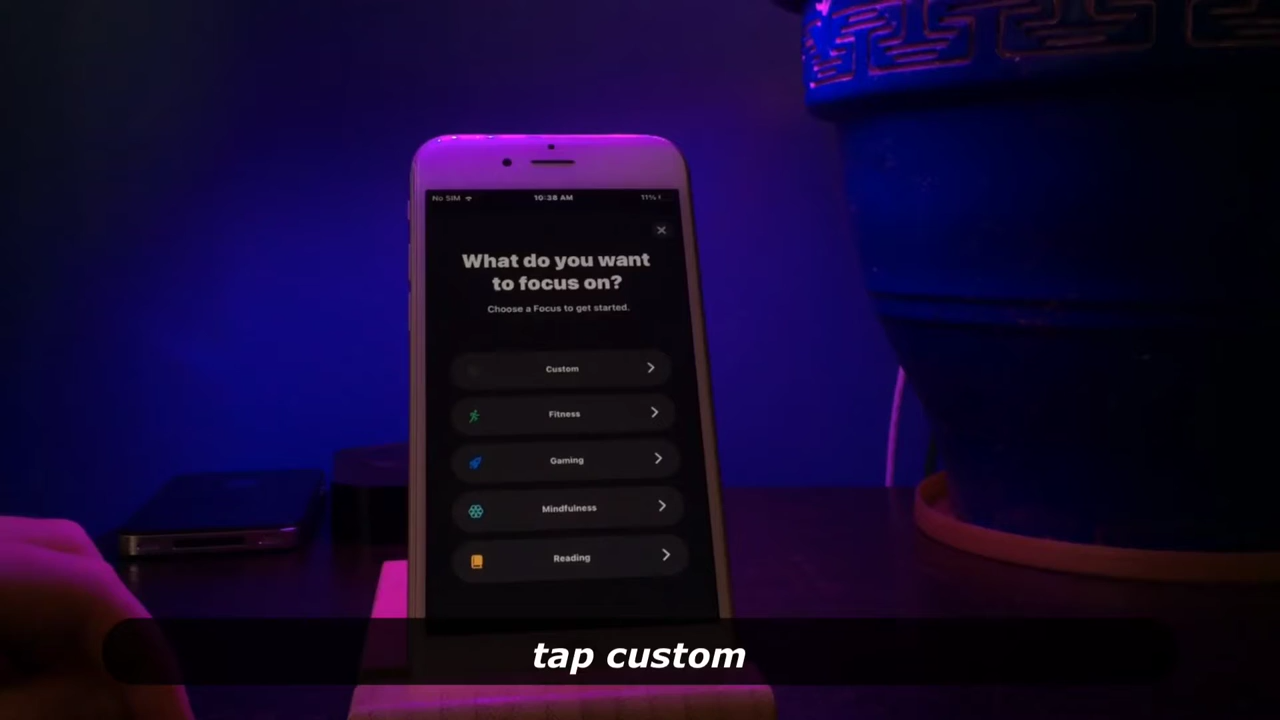 No SIM 10:38 AM 11%
What do you want
to focus on?
Choose a Focus to get started.
Custom
Fitness
Gaming
Mindfulness
Reading
tap custom